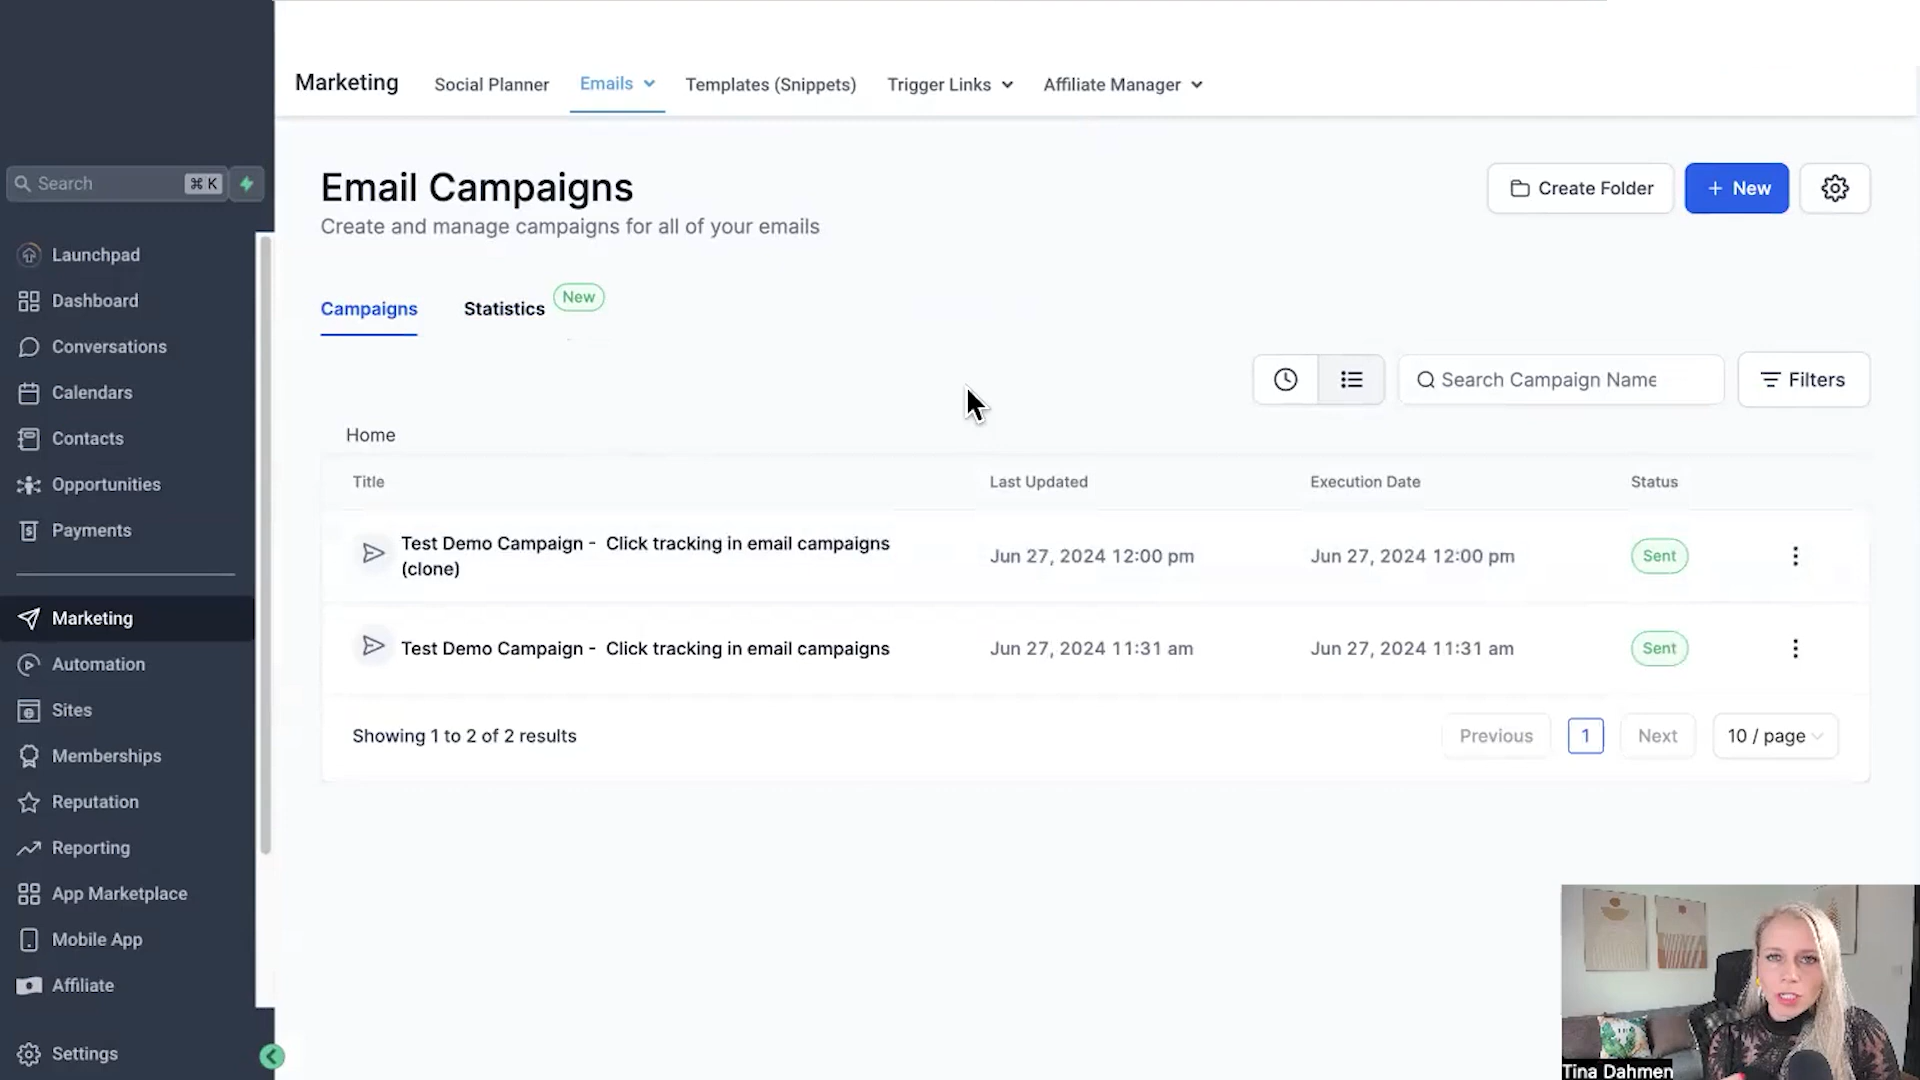 Marketing
Social Planner
Emails
Templates (Snippets)
Trigger Links
Affiliate Manager
Search
⌘ K
Launchpad
Dashboard
Conversations
Calendars
Contacts
Opportunities
Payments
Marketing
Automation
Sites
Memberships
Reputation
Reporting
App Marketplace
Mobile App
Affiliate
Settings
Email Campaigns
Create and manage campaigns for all of your emails
Create Folder
+ New
Campaigns
Statistics
New
Search Campaign Name
Filters
Home
Title
Last Updated
Execution Date
Status
Test Demo Campaign - Click tracking in email campaigns
(clone)
Jun 27, 2024 12:00 pm
Jun 27, 2024 12:00 pm
Sent
Test Demo Campaign - Click tracking in email campaigns
Jun 27, 2024 11:31 am
Jun 27, 2024 11:31 am
Sent
Showing 1 to 2 of 2 results
Previous
1
Next
10 / page
Tina Dahmen